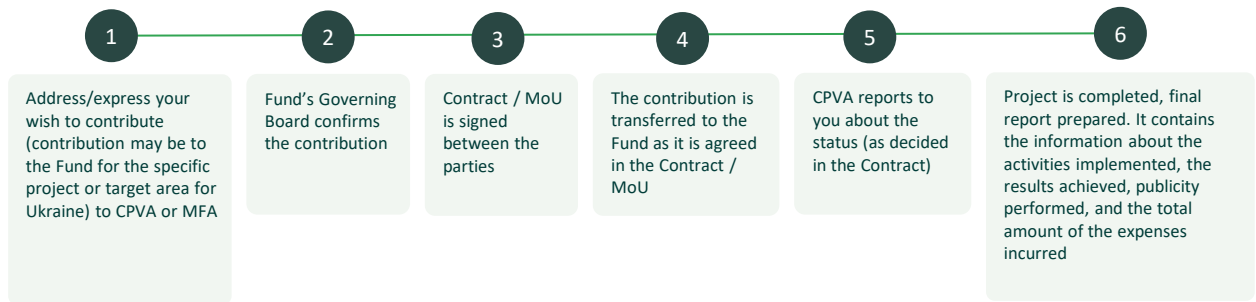 1
2
3
4
5
6
Address/express your
wish to contribute
(contribution may be to
the Fund for the specific
project or target area for
Ukraine) to CPVA or MFA
Fund's Governing
Board confirms
the contribution
Contract / MoU
is signed
between the
parties
The contribution is
transferred to the
Fund as it is agreed
in the Contract /
MoU
CPVA reports to
you about the
status (as decided
in the Contract)
Project is completed, final
report prepared. It contains
the information about the
activities implemented, the
results achieved, publicity
performed, and the total
amount of the expenses
incurred